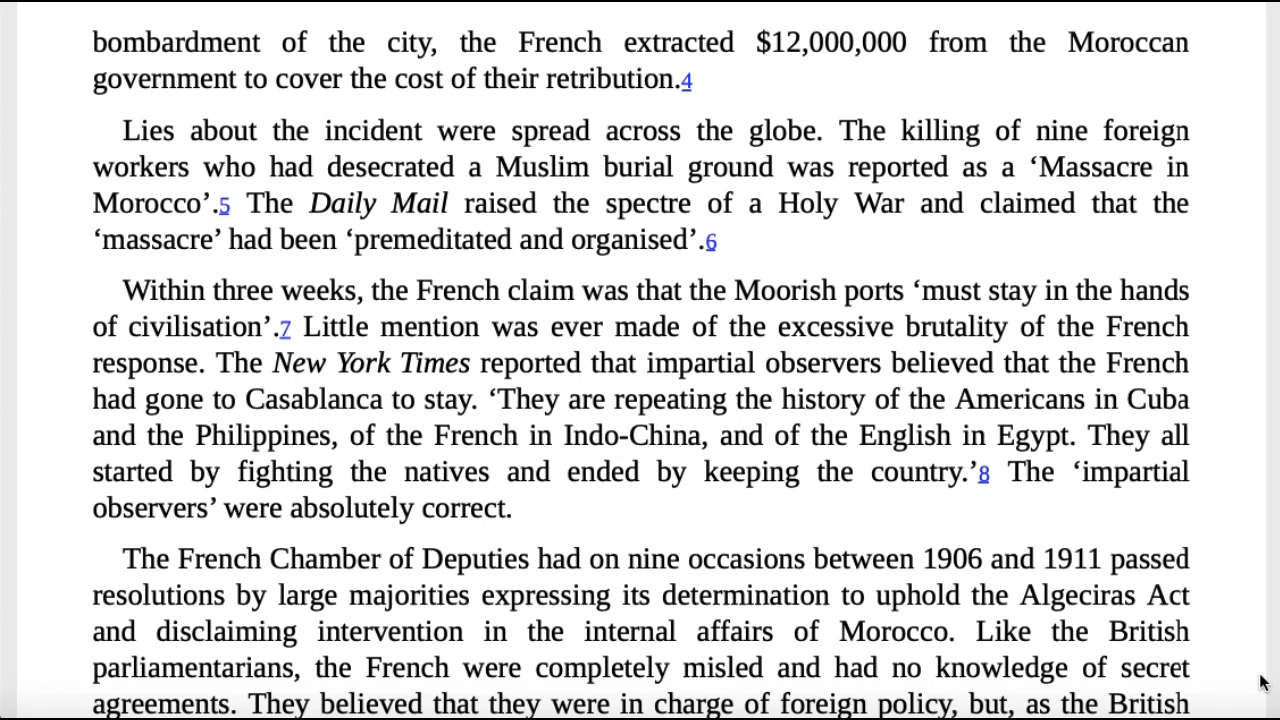 bombardment of the city, the French extracted $12,000,000 from the Moroccan
government to cover the cost of their retribution.4
Lies about the incident were spread across the globe. The killing of nine foreign
workers who had desecrated a Muslim burial ground was reported as a ‘Massacre in
Morocco’.5 The Daily Mail raised the spectre of a Holy War and claimed that the
‘massacre’ had been ‘premeditated and organised’.6
Within three weeks, the French claim was that the Moorish ports ‘must stay in the hands
of civilisation’.7 Little mention was ever made of the excessive brutality of the French
response. The New York Times reported that impartial observers believed that the French
had gone to Casablanca to stay. ‘They are repeating the history of the Americans in Cuba
and the Philippines, of the French in Indo-China, and of the English in Egypt. They all
started by fighting the natives and ended by keeping the country.’8 The ‘impartial
observers’ were absolutely correct.
The French Chamber of Deputies had on nine occasions between 1906 and 1911 passed
resolutions by large majorities expressing its determination to uphold the Algeciras Act
and disclaiming intervention in the internal affairs of Morocco. Like the British
parliamentarians, the French were completely misled and had no knowledge of secret
agreements. They believed that they were in charge of foreign policy, but, as the British